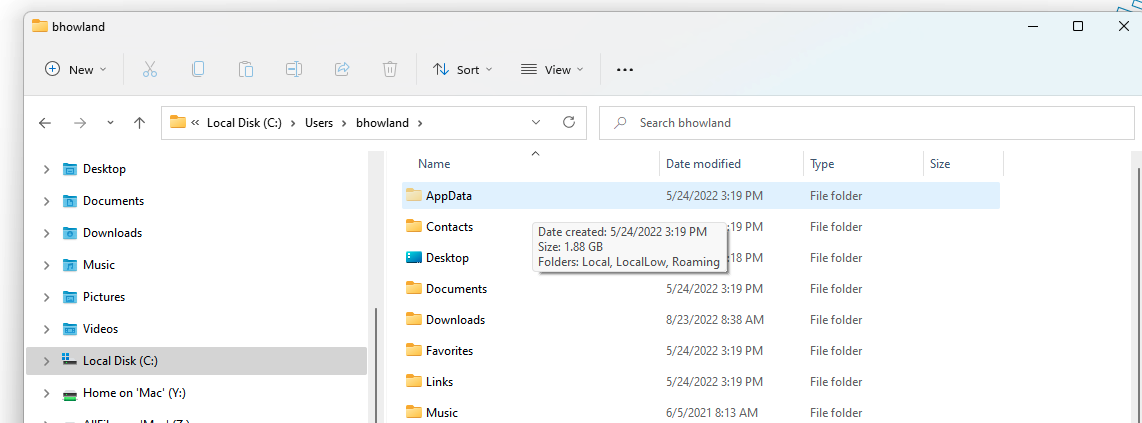 bhowland
New Sort View
« Local Disk (C:) > Users > bhowland > Search bhowland
Name Date modified Type Size
Desktop
Documents
Downloads
Music
Pictures
Videos
Local Disk (C:)
Home on 'Mac' (Y:)
AppData 5/24/2022 3:19 PM File folder
Contacts :19 PM File folder
Desktop :18 PM File folder
Documents 5/24/2022 3:19 PM File folder
Downloads 8/23/2022 8:38 AM File folder
Favorites 5/24/2022 3:19 PM File folder
Links 5/24/2022 3:19 PM File folder
Music 6/5/2021 8:13 AM File folder
Date created: 5/24/2022 3:19 PM
Size: 1.88 GB
Folders: Local, LocalLow, Roaming